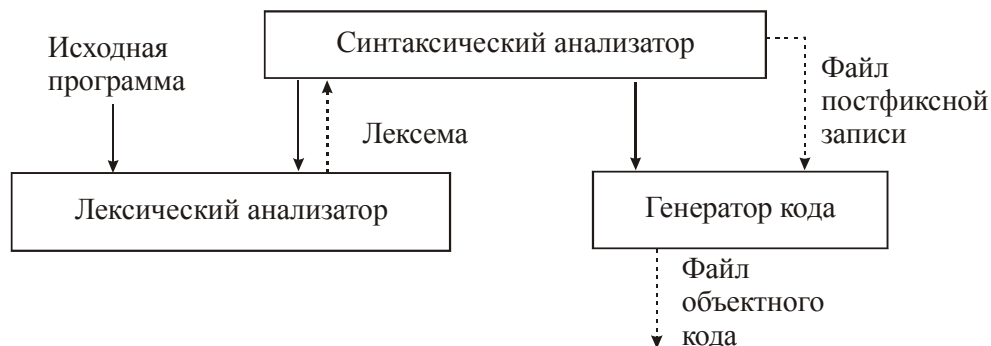 Синтаксический анализатор
Исходная
программа
Файл
постфиксной
записи
Лексема
Лексический анализатор
Генератор кода
Файл
объектного
кода